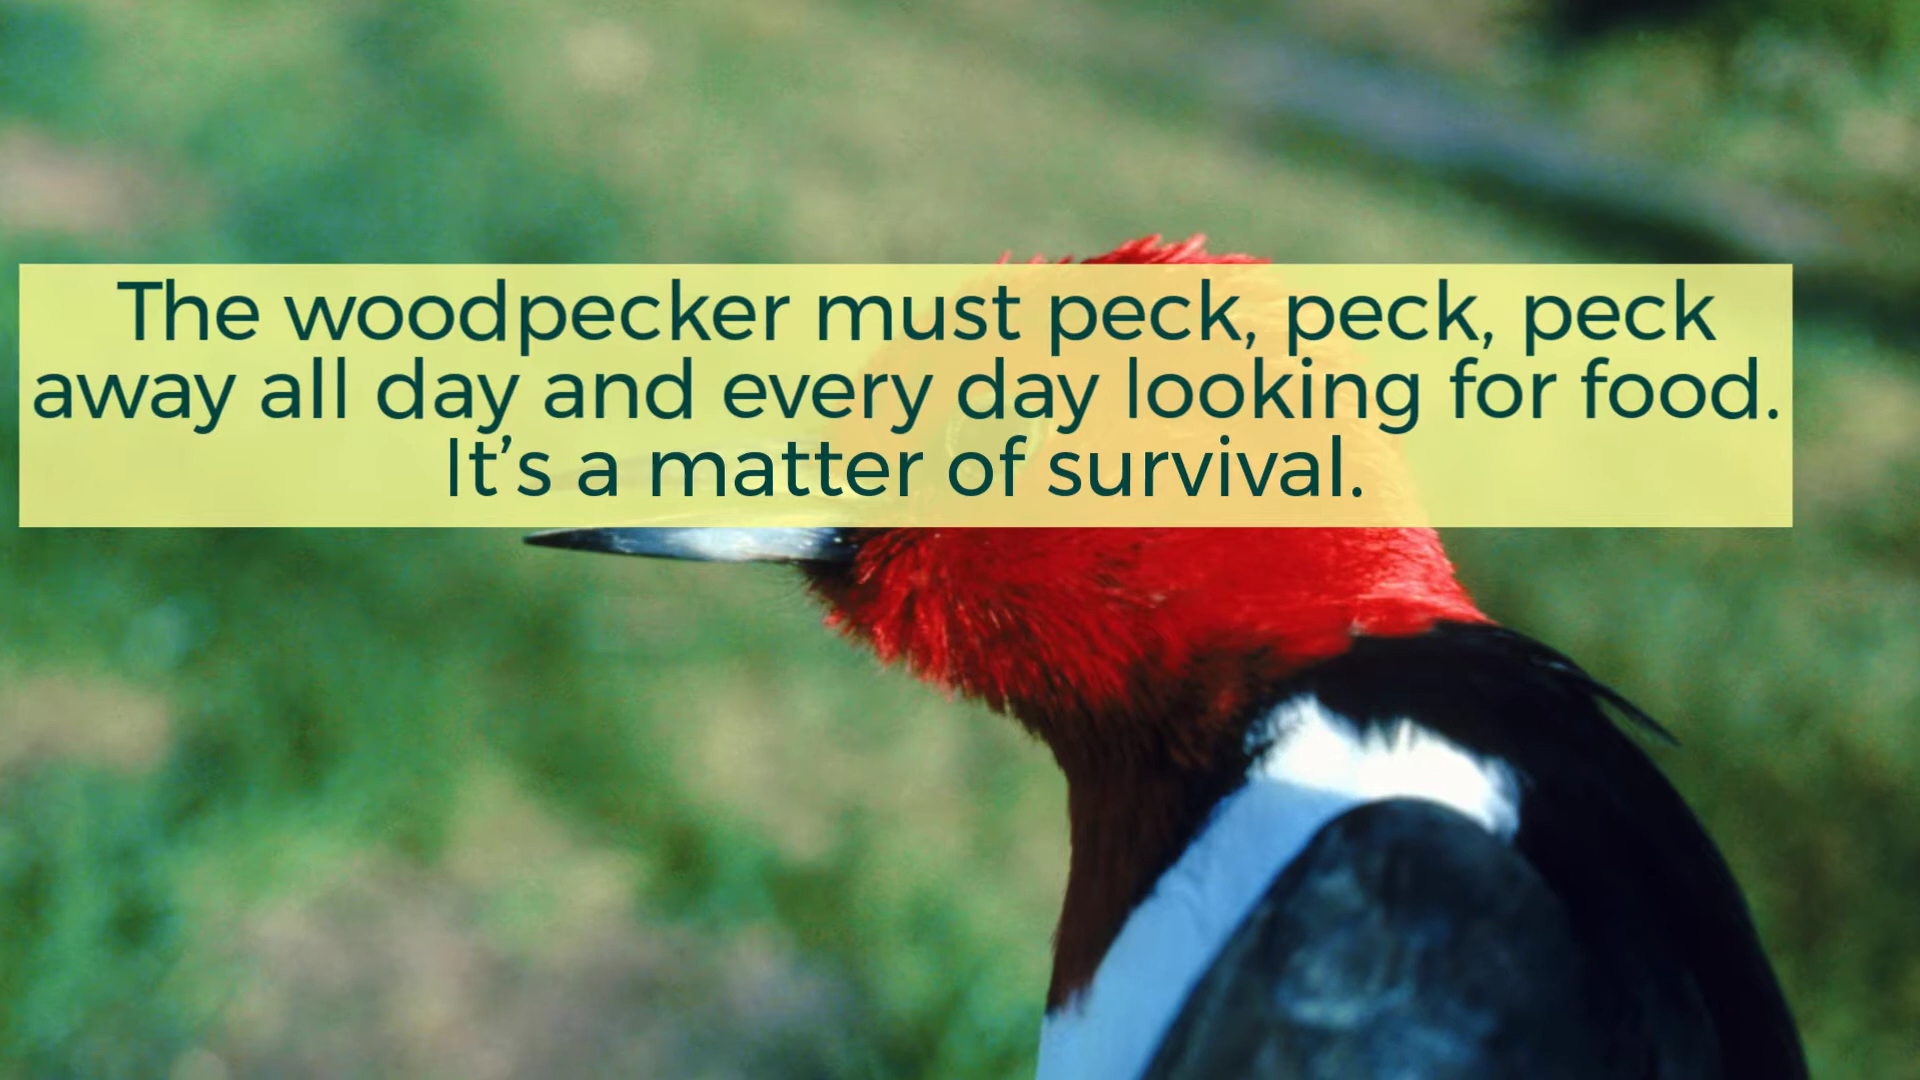 The woodpecker must peck, peck, peck
away all day and every day looking for food.
It’s a matter of survival.